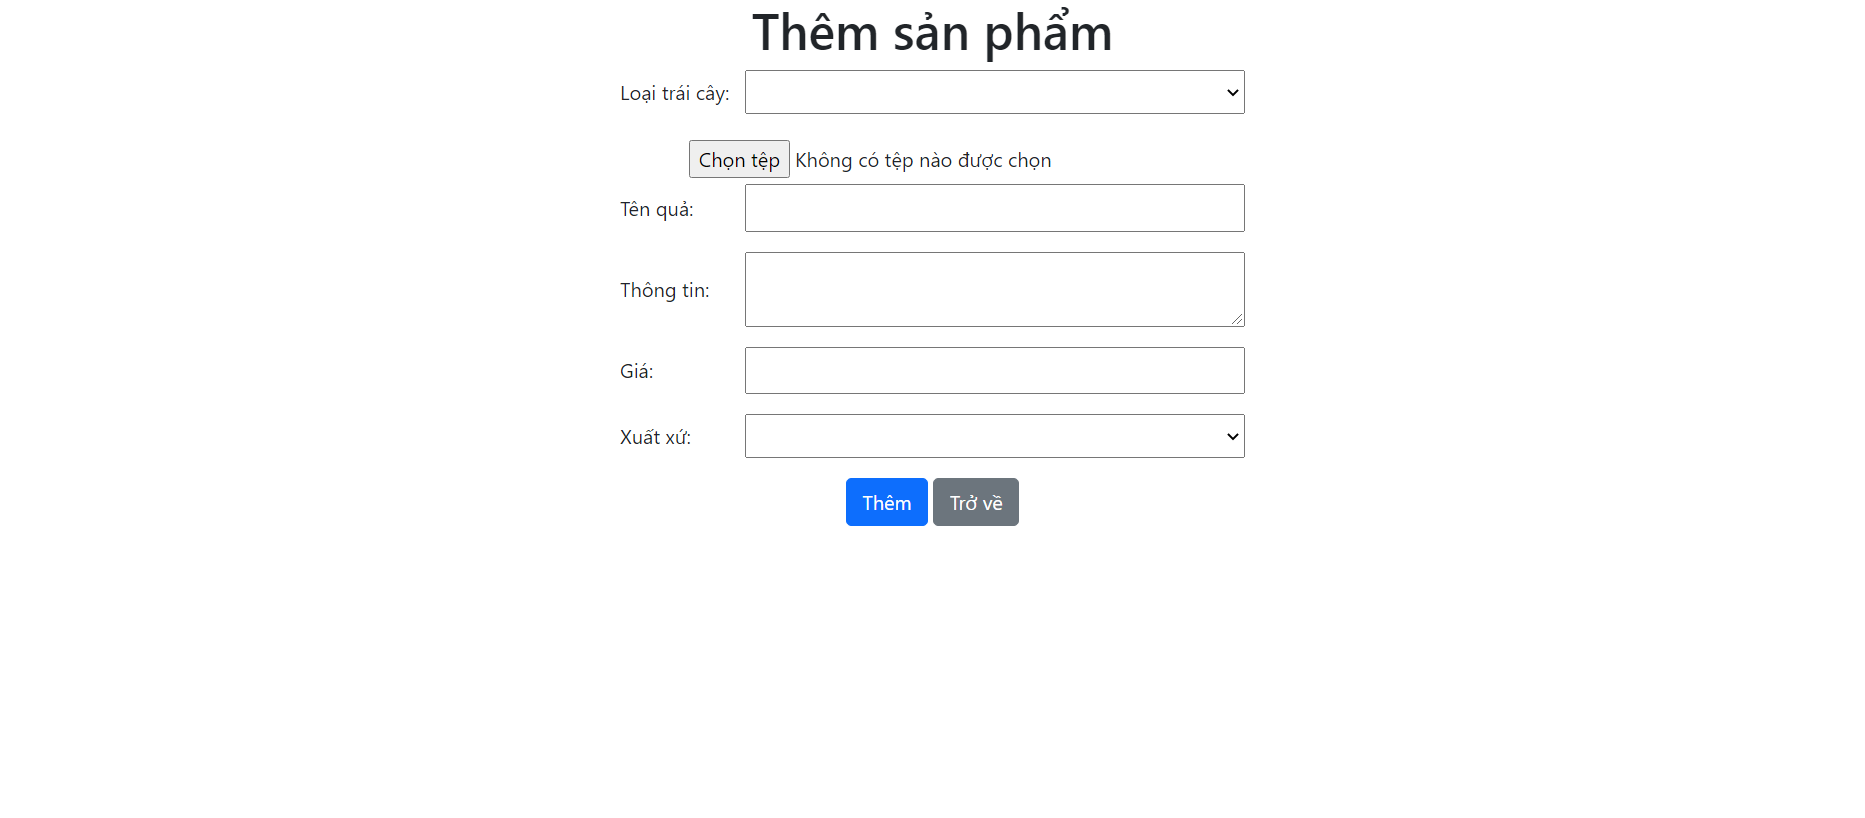 Thêm sản phẩm
Loại trái cây:
Chọn tệp Không có tệp nào được chọn
Tên quả:
Thông tin:
Giá:
Xuất xứ:
Thêm Trở về